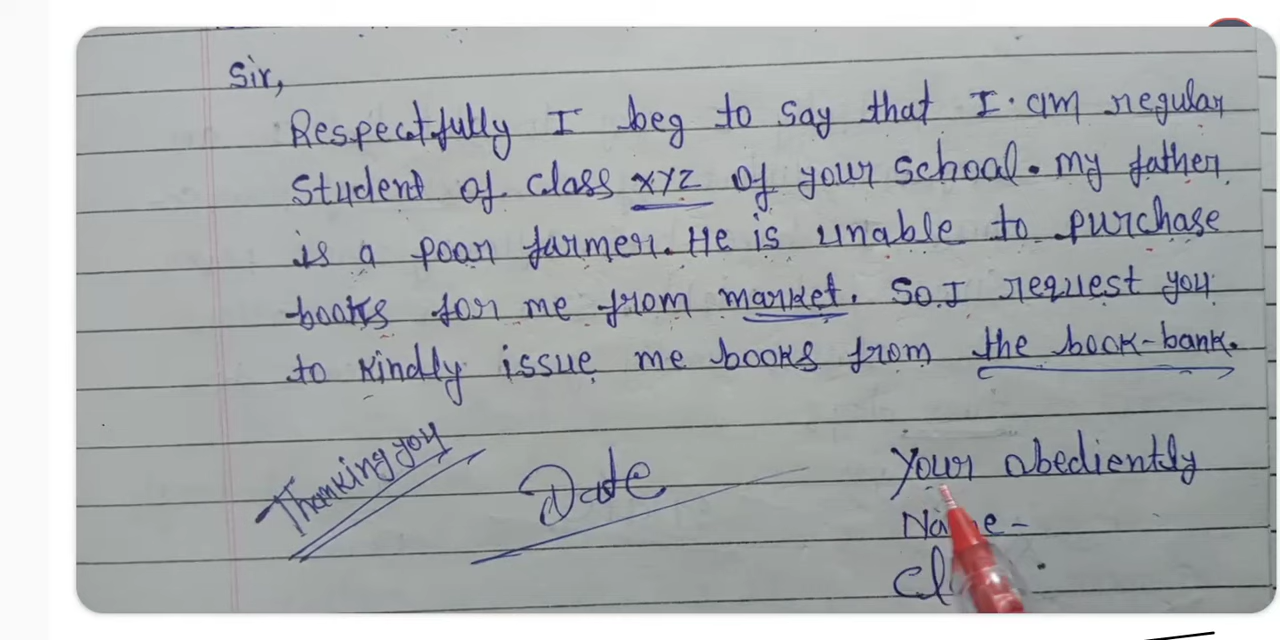 Sir,
Respectfully I beg to say that I am regular
student of class XYZ of your school. My father
is a poor farmer. He is unable to purchase
books for me from market. So I request you
to kindly issue me books from the book-bank.
Thanking you
Date
Your obediently
Name -